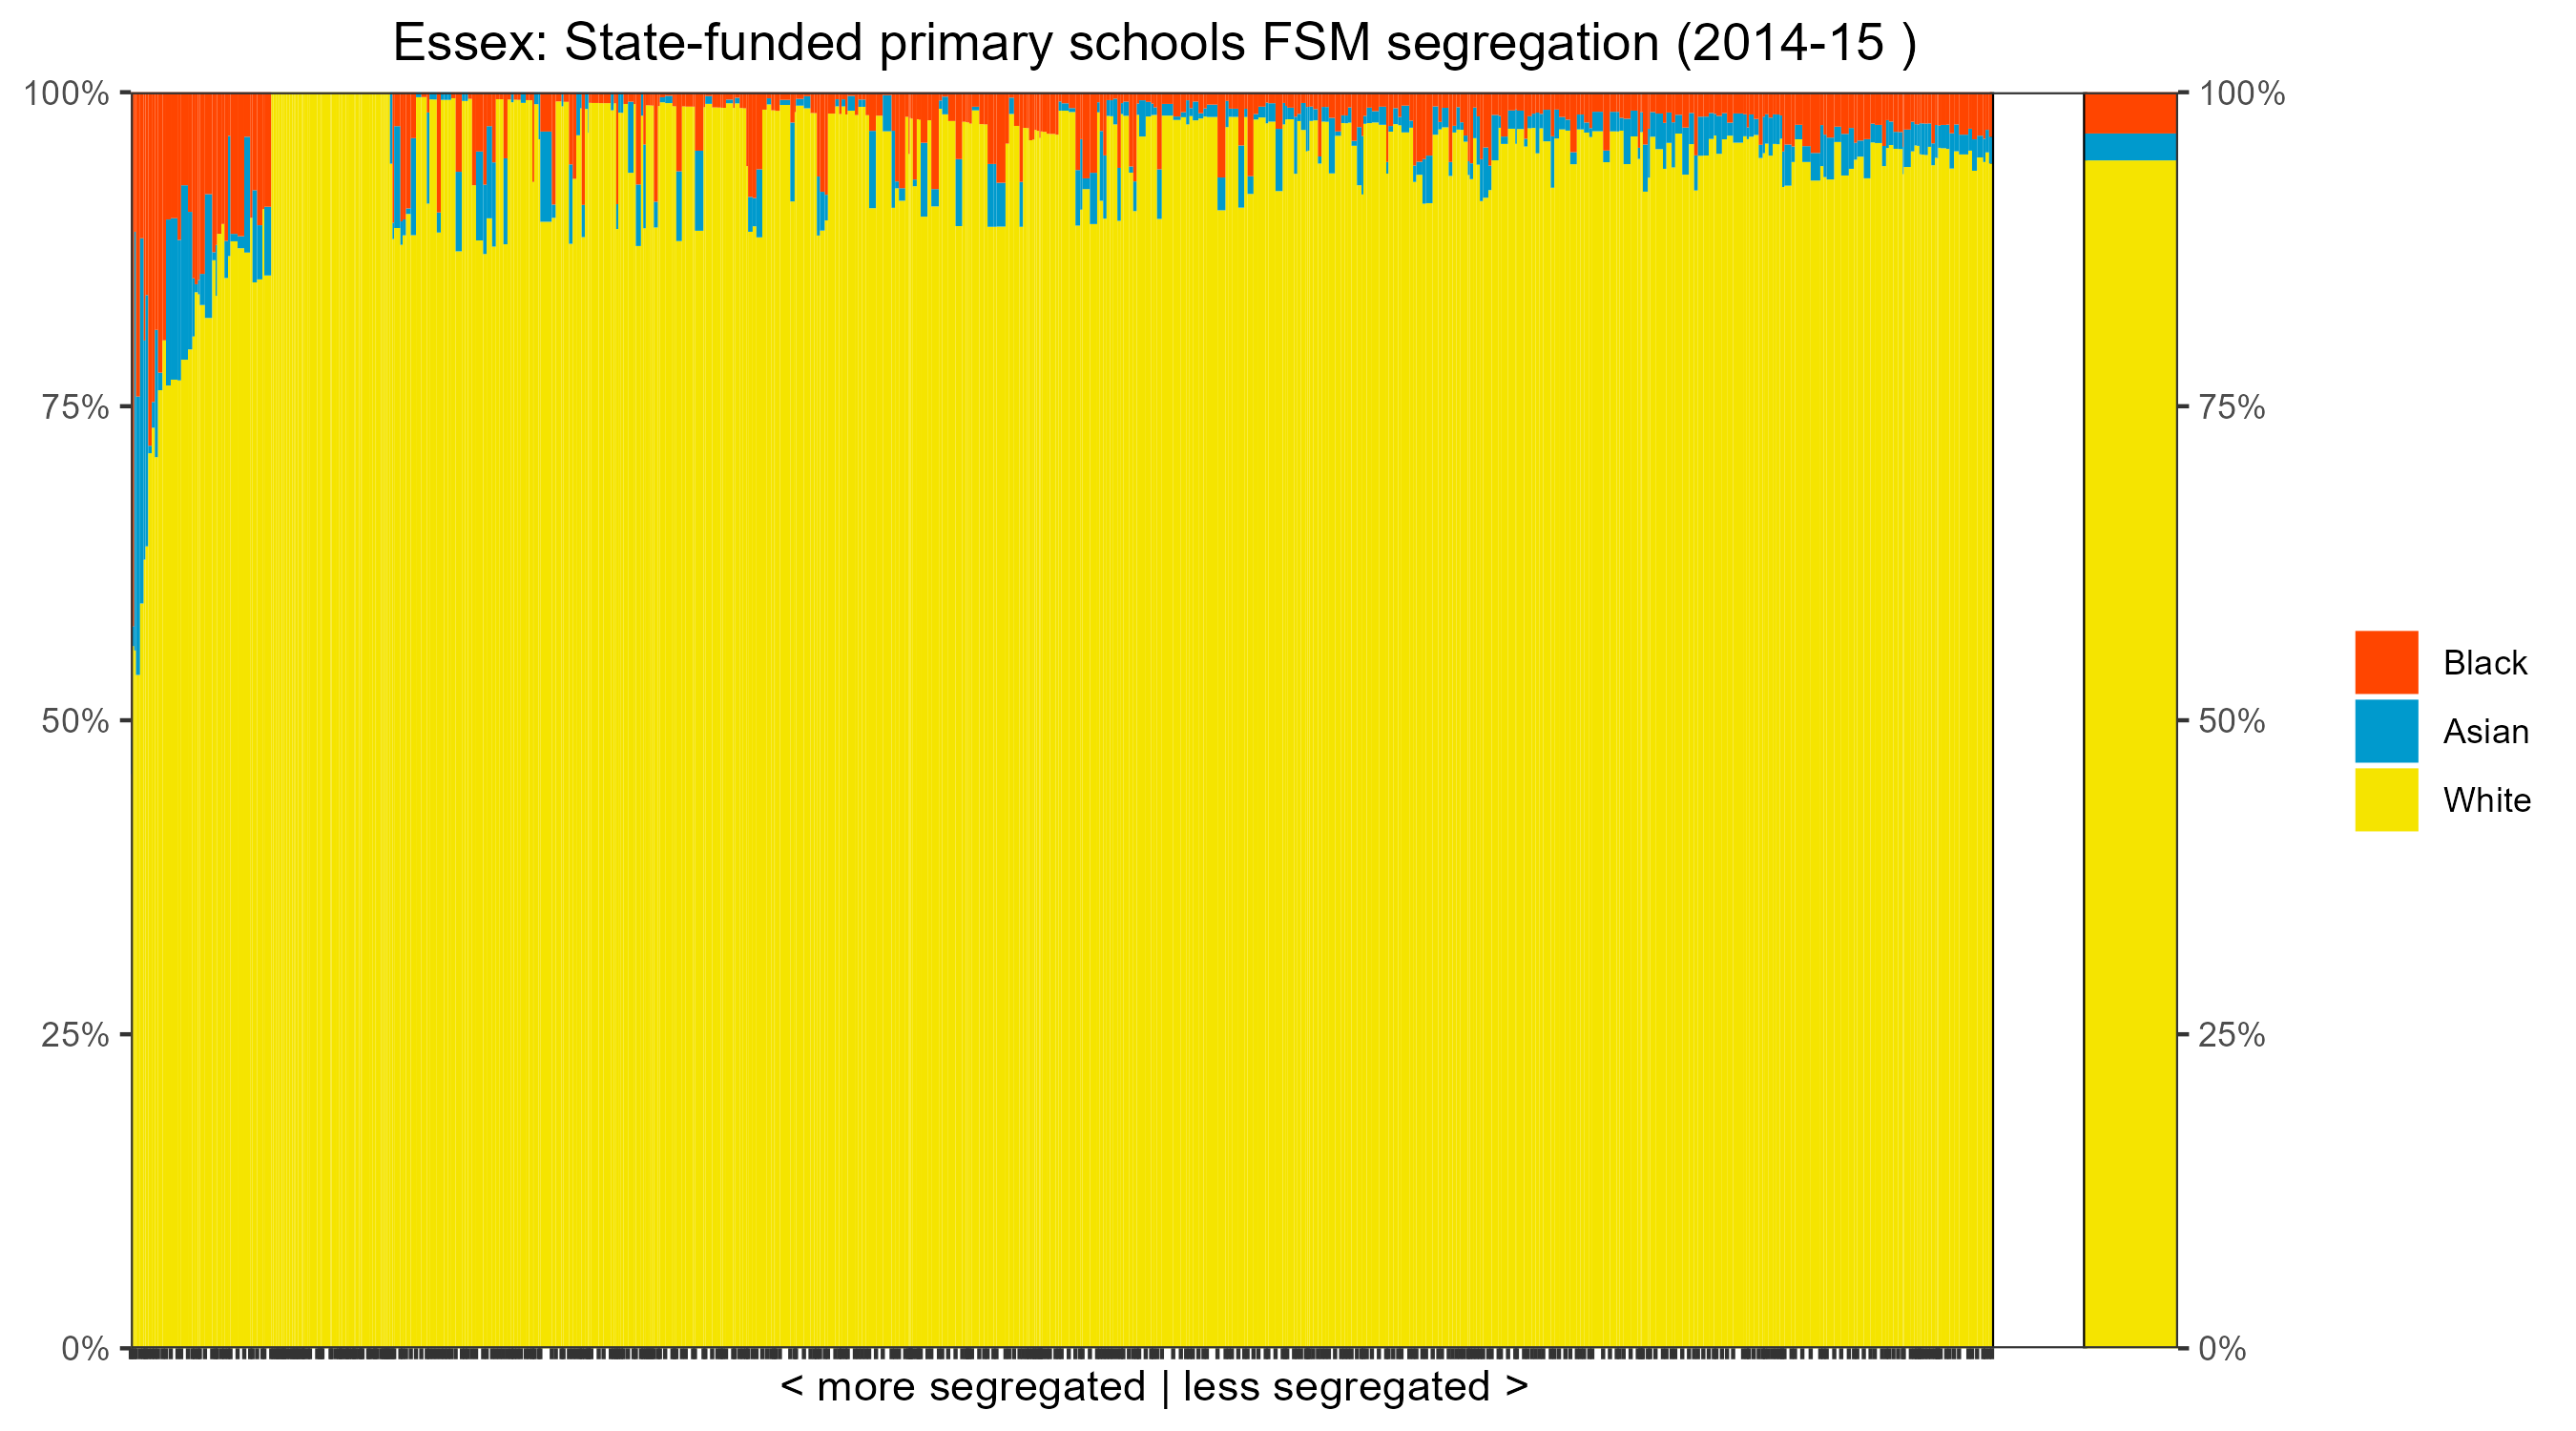 Essex: State-funded primary schools FSM segregation (2014-15 )
100%
75%
50%
25%
0%
100%
75%
50%
25%
0%
Black
Asian
White
< more segregated | less segregated >